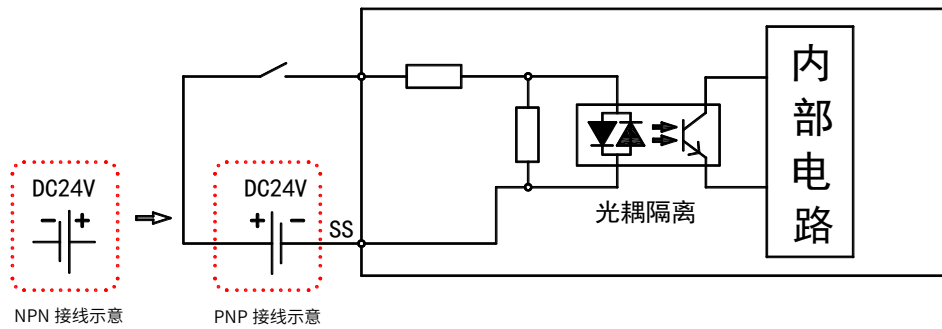 内
部
电
路
DC24V
- +
DC24V
+ -
SS
光耦隔离
NPN 接线示意
PNP 接线示意